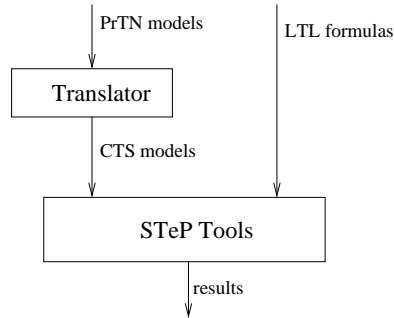 PrTN models
LTL formulas
Translator
CTS models
STeP Tools
results